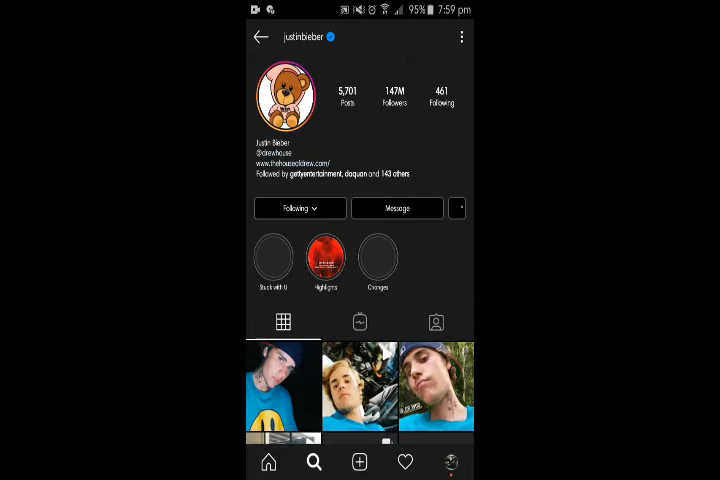 95% 7:59 pm
justinbieber
5,701 147M 461
Posts Followers Following
Justin Bieber
@drewhouse
www.thehouseofdrew.com/
Followed by gettyentertainment, daquan and 143 others
Following Message
Stuck with U Highlights Changes